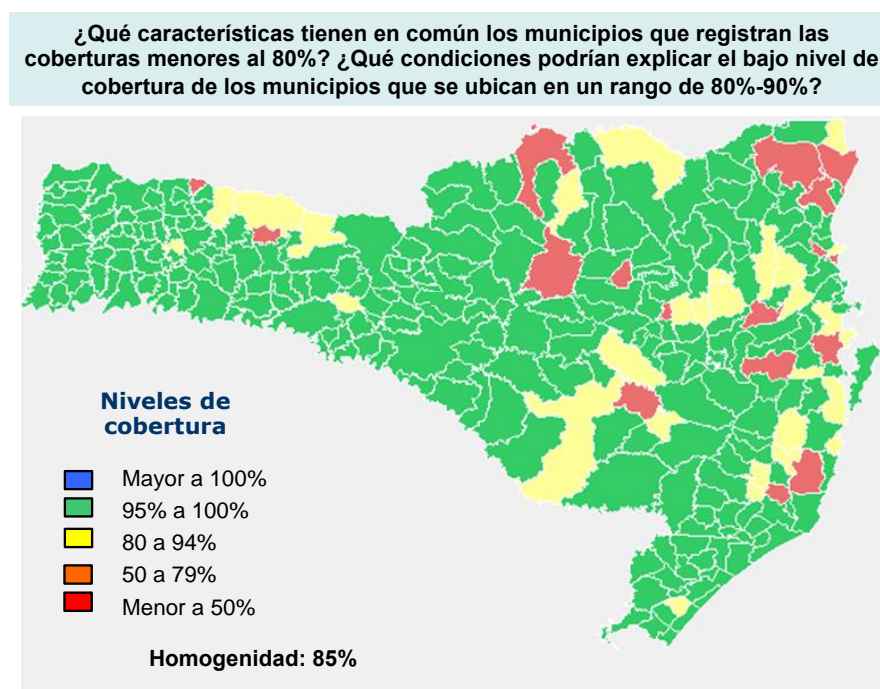 ¿Qué características tienen en común los municipios que registran las
coberturas menores al 80%? ¿Qué condiciones podrían explicar el bajo nivel de
cobertura de los municipios que se ubican en un rango de 80%-90%?
Niveles de
cobertura
Mayor a 100%
95% a 100%
80 a 94%
50 a 79%
Menor a 50%
Homogenidad: 85%